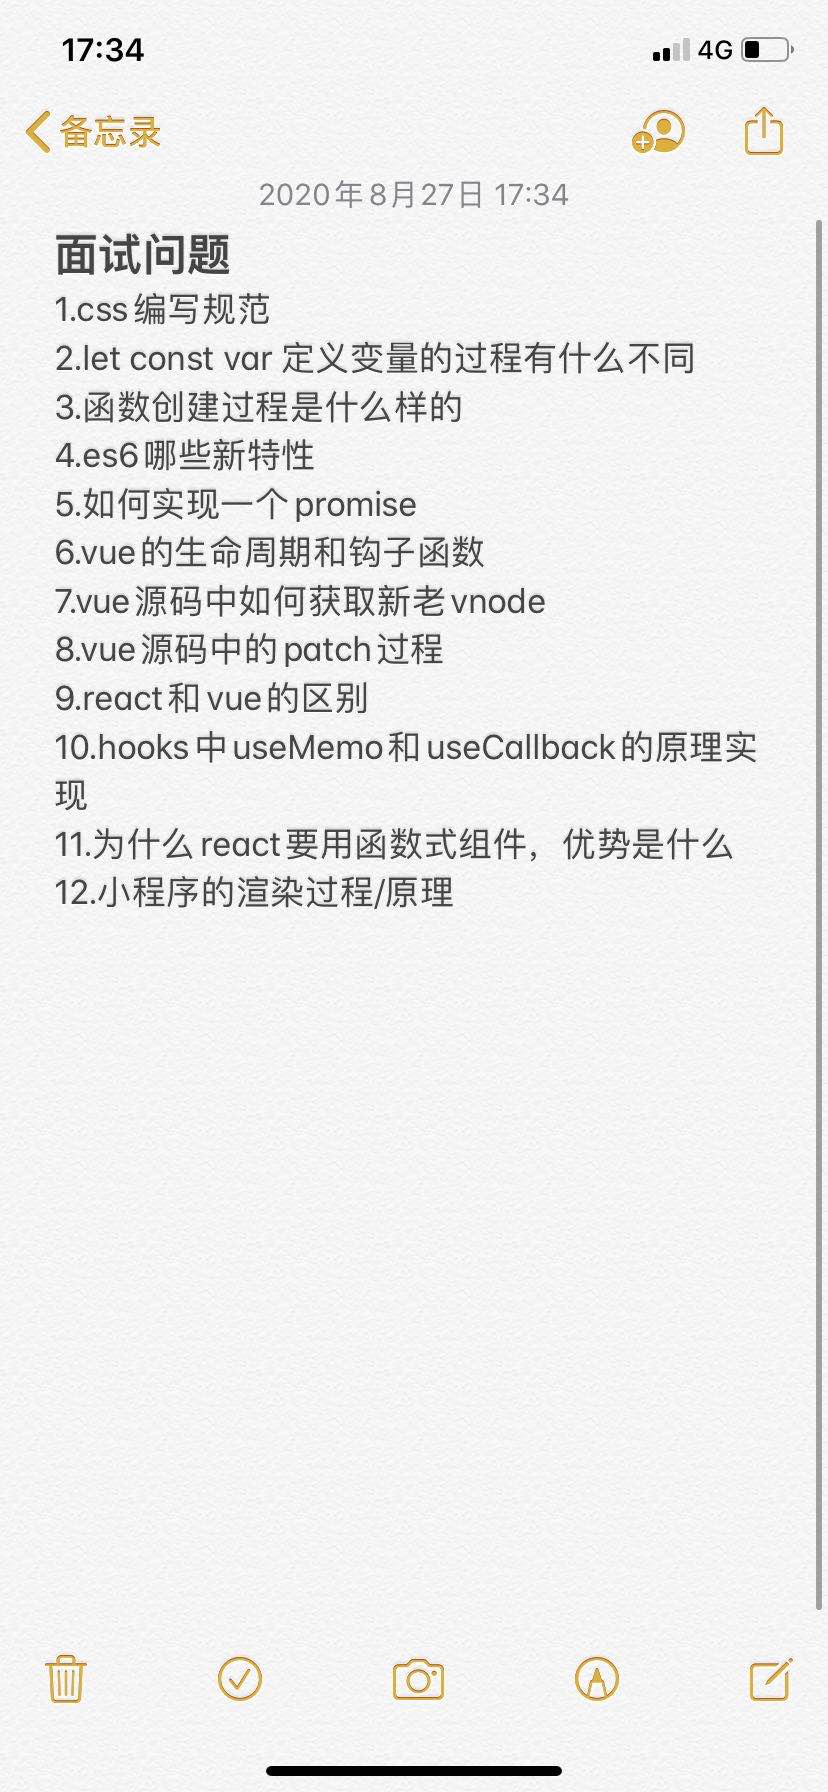 17:34
4G
备忘录
2020年8月27日 17:34
面试问题
1.css编写规范
2.let const var 定义变量的过程有什么不同
3.函数创建过程是什么样的
4.es6哪些新特性
5.如何实现一个promise
6.vue的生命周期和钩子函数
7.vue源码中如何获取新老vnode
8.vue源码中的patch过程
9.react和vue的区别
10.hooks中useMemo和useCallback的原理实
现
11.为什么react要用函数式组件，优势是什么
12.小程序的渲染过程/原理